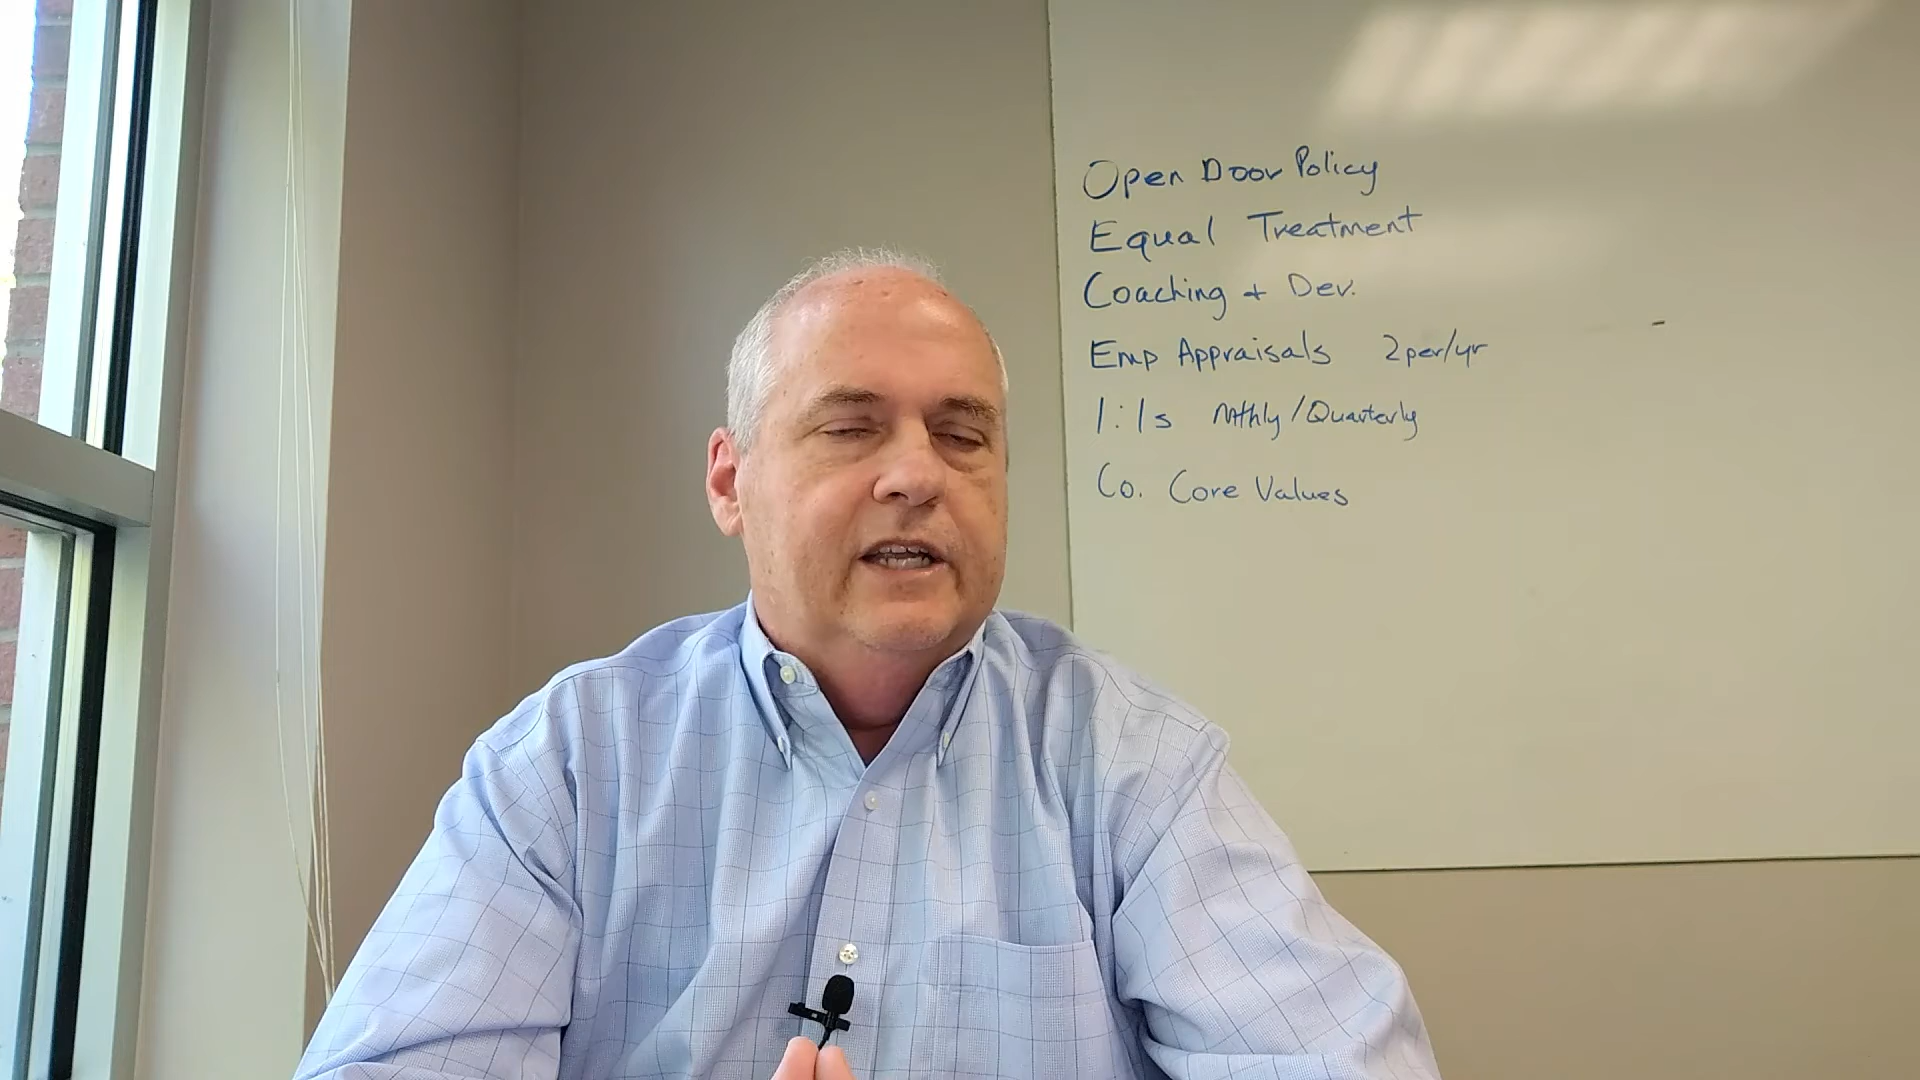 Open Door Policy
Equal Treatment
Coaching + Dev.
Emp Appraisals 2per/yr
1:1s Mthly/Quarterly
Co. Core Values